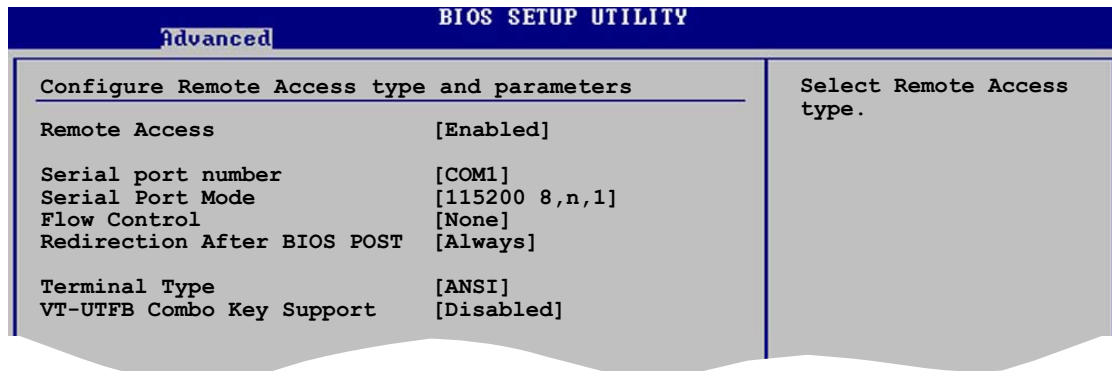 BIOS SETUP UTILITY
Advanced
Configure Remote Access type and parameters
Remote Access [Enabled]
Serial port number [COM1]
Serial Port Mode [115200 8,n,1]
Flow Control [None]
Redirection After BIOS POST [Always]
Terminal Type [ANSI]
VT-UTFB Combo Key Support [Disabled]
Select Remote Access
type.